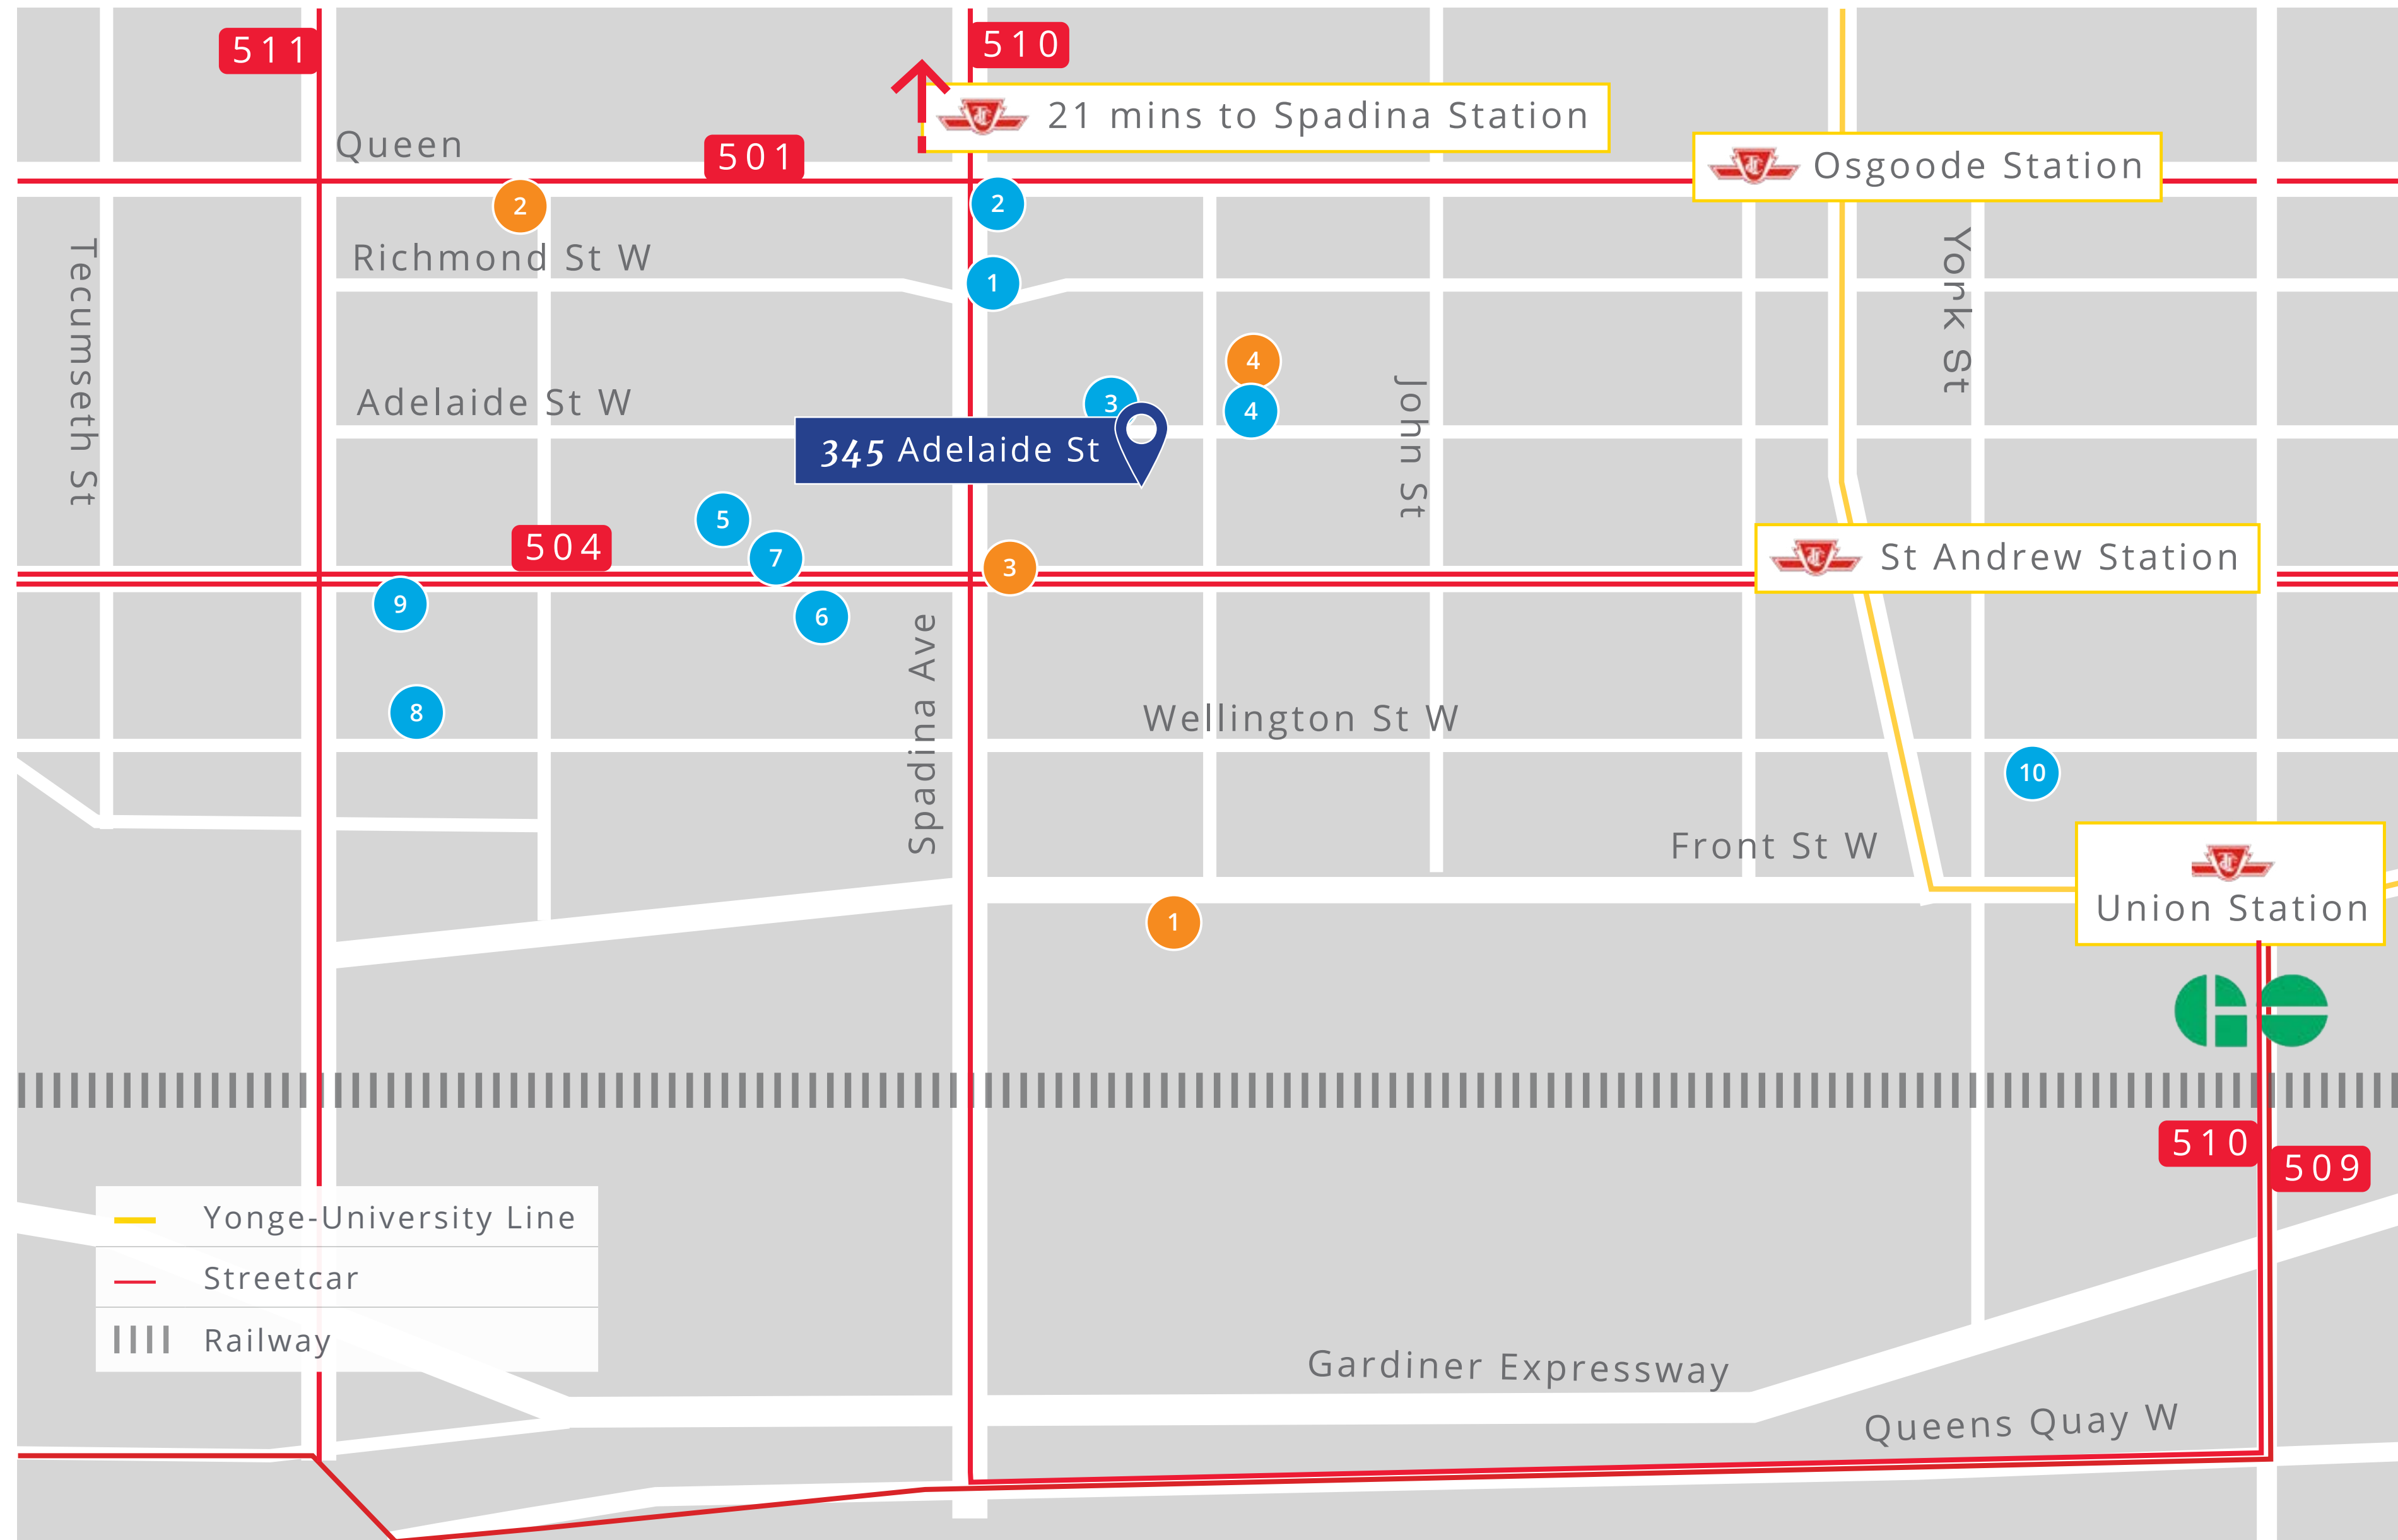 511
510
21 mins to Spadina Station
Queen
501
Osgoode Station
2
2
Richmond St W
1
York St
Tecumseth St
4
Adelaide St W
3
4
John St
345 Adelaide St
5
504
7
3
St Andrew Station
9
6
Spadina Ave
8
Wellington St W
10
Front St W
1
Union Station
510
509
Yonge-University Line
Streetcar
Railway
Gardiner Expressway
Queens Quay W